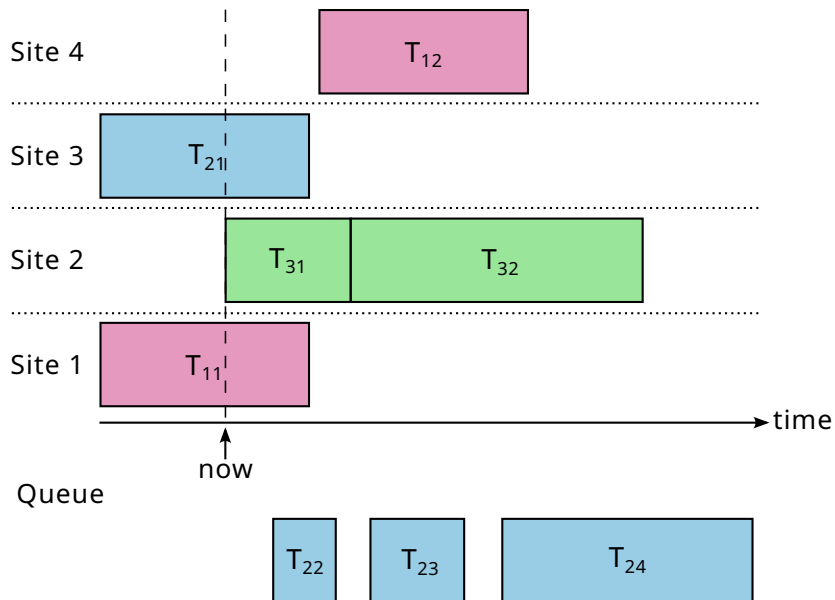 Site 4
T12
Site 3
T21
Site 2
T31
T32
Site 1
T11
time
now
Queue
T22
T23
T24